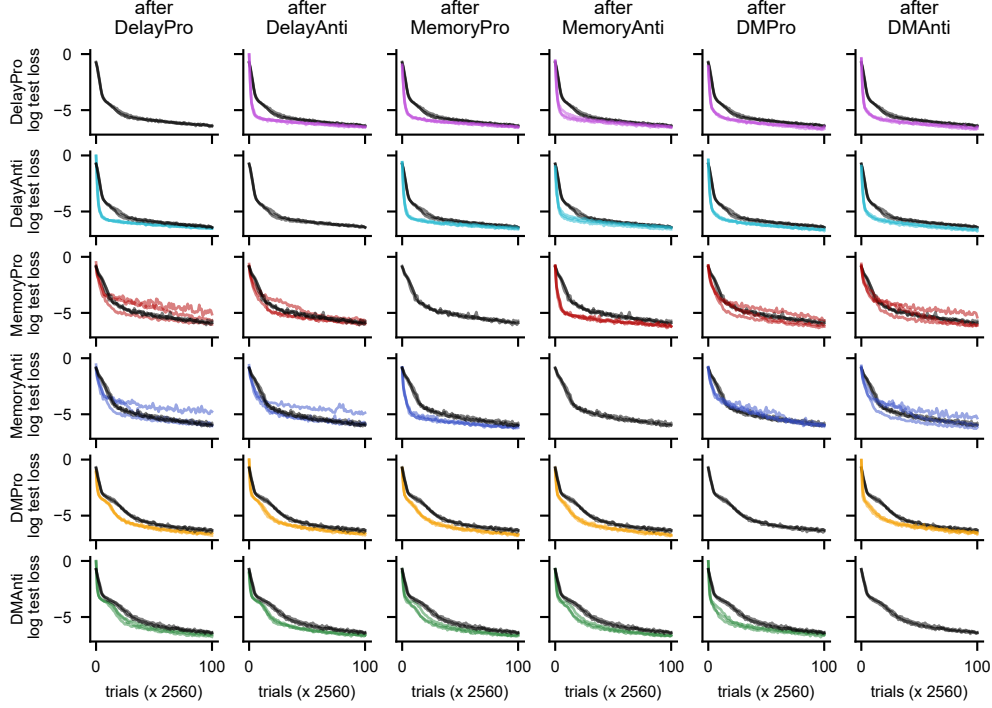 after
DelayPro
after
DelayAnti
after
MemoryPro
after
MemoryAnti
after
DMPro
after
DMAnti
DelayPro
log test loss
0
−5
DelayAnti
log test loss
0
−5
MemoryPro
log test loss
0
−5
MemoryAnti
log test loss
0
−5
DMPro
log test loss
0
−5
DMAnti
log test loss
0
−5
0 100
0 100
0 100
0 100
0 100
0 100
trials (x 2560)
trials (x 2560)
trials (x 2560)
trials (x 2560)
trials (x 2560)
trials (x 2560)